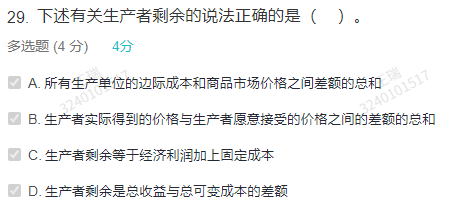 29. 下述有关生产者剩余的说法正确的是（ ）。
多选题 (4 分) 4分
A. 所有生产单位的边际成本和商品市场价格之间差额的总和
B. 生产者实际得到的价格与生产者愿意接受的价格之间的差额的总和
C. 生产者剩余等于经济利润加上固定成本
D. 生产者剩余是总收益与总可变成本的差额
3240101517
3240101517